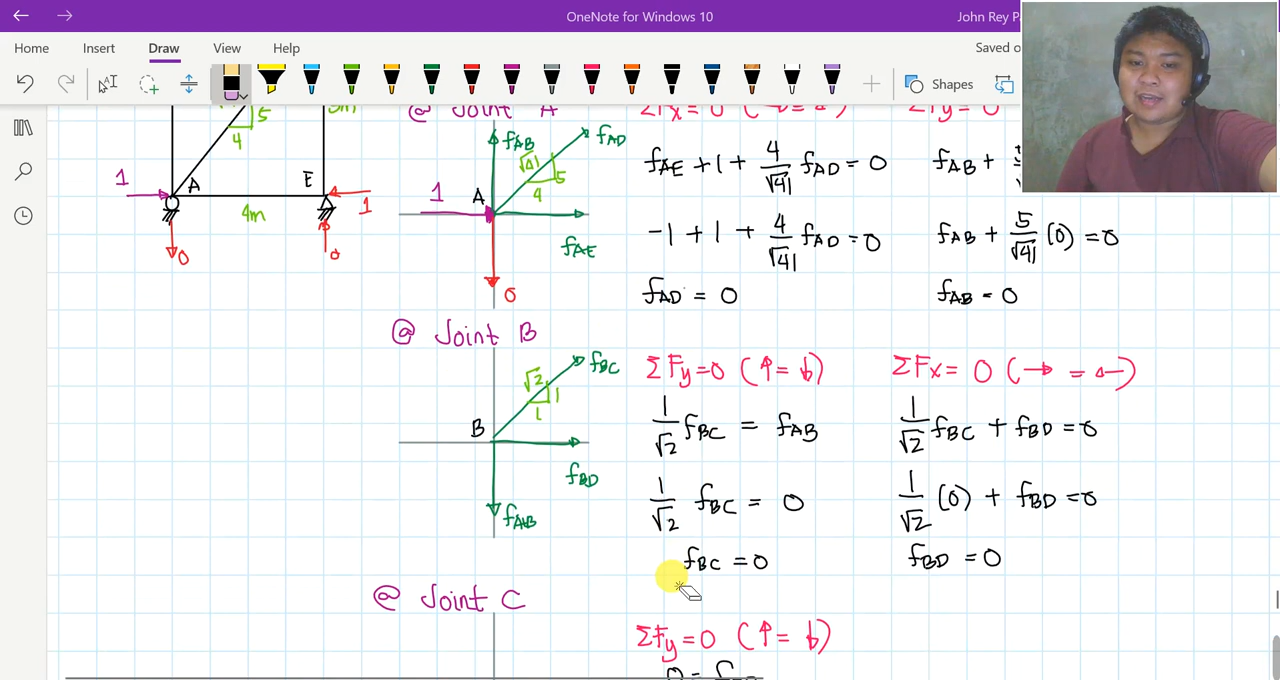 OneNote for Windows 10
John Rey P
Home Insert Draw View Help
Saved o
Shapes
5
4
1
A
E
1
4m
0
0
@ Joint A
fAB
fAD
√41
5
4
1
A
fAE
0
ΣFx=0
ΣFy=0
fAE + 1 + 4/√41 fAD = 0
fAB +
-1 + 1 + 4/√41 fAD = 0
fAB + 5/√41 (0) = 0
fAD = 0
fAB = 0
@ Joint B
fBC
√2
1
1
B
fBD
fAB
ΣFy=0 (↑=↓)
ΣFx=0 (→=←)
1/√2 fBC = fAB
1/√2 fBC + fBD = 0
1/√2 fBC = 0
1/√2 (0) + fBD = 0
fBC = 0
fBD = 0
@ Joint C
ΣFy=0 (↑=↓)